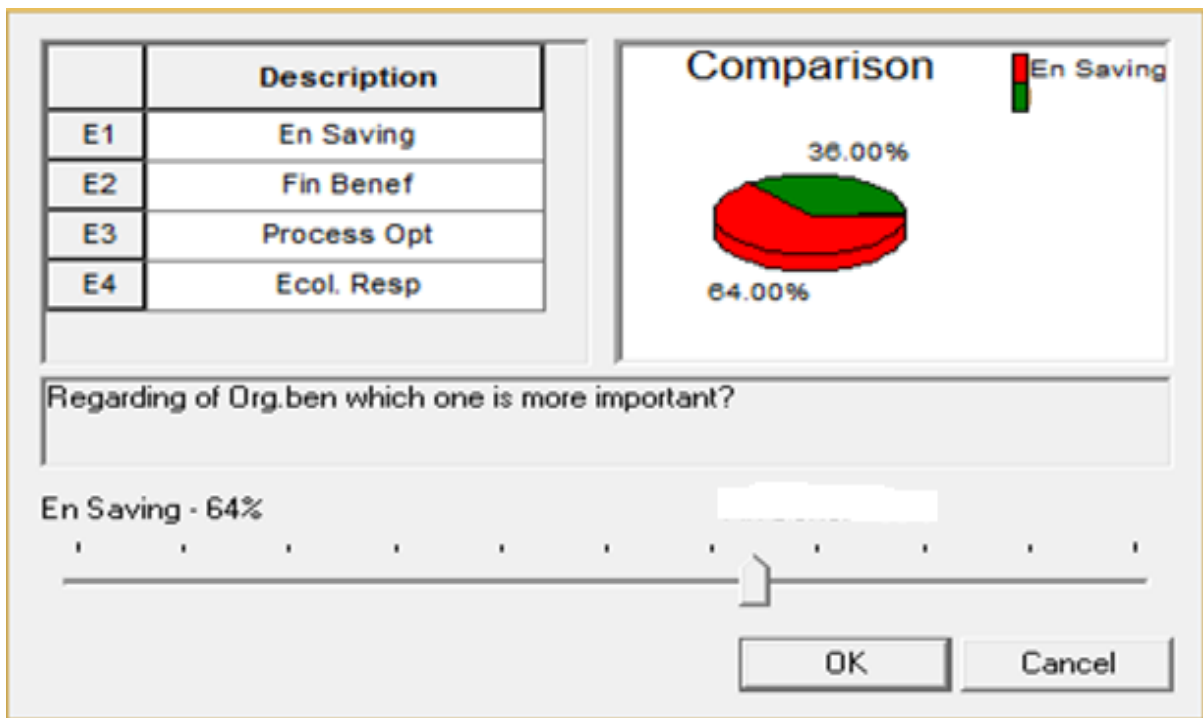 Description
E1 En Saving
E2 Fin Benef
E3 Process Opt
E4 Ecol. Resp
Comparison
En Saving
36.00%
64.00%
Regarding of Org.ben which one is more important?
En Saving - 64%
OK Cancel